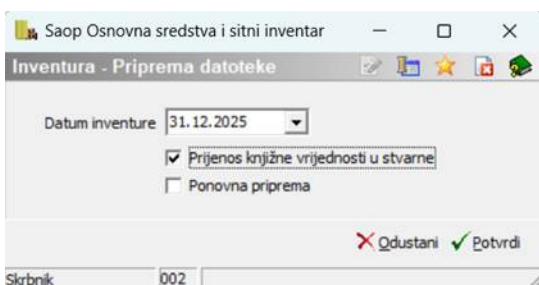 Saop Osnovna sredstva i sitni inventar
Inventura - Priprema datoteke
Datum inventure 31.12.2025
Prijenos knjižne vrijednosti u stvarne
Ponovna priprema
Odustani Potvrdi
Skrbnik 002